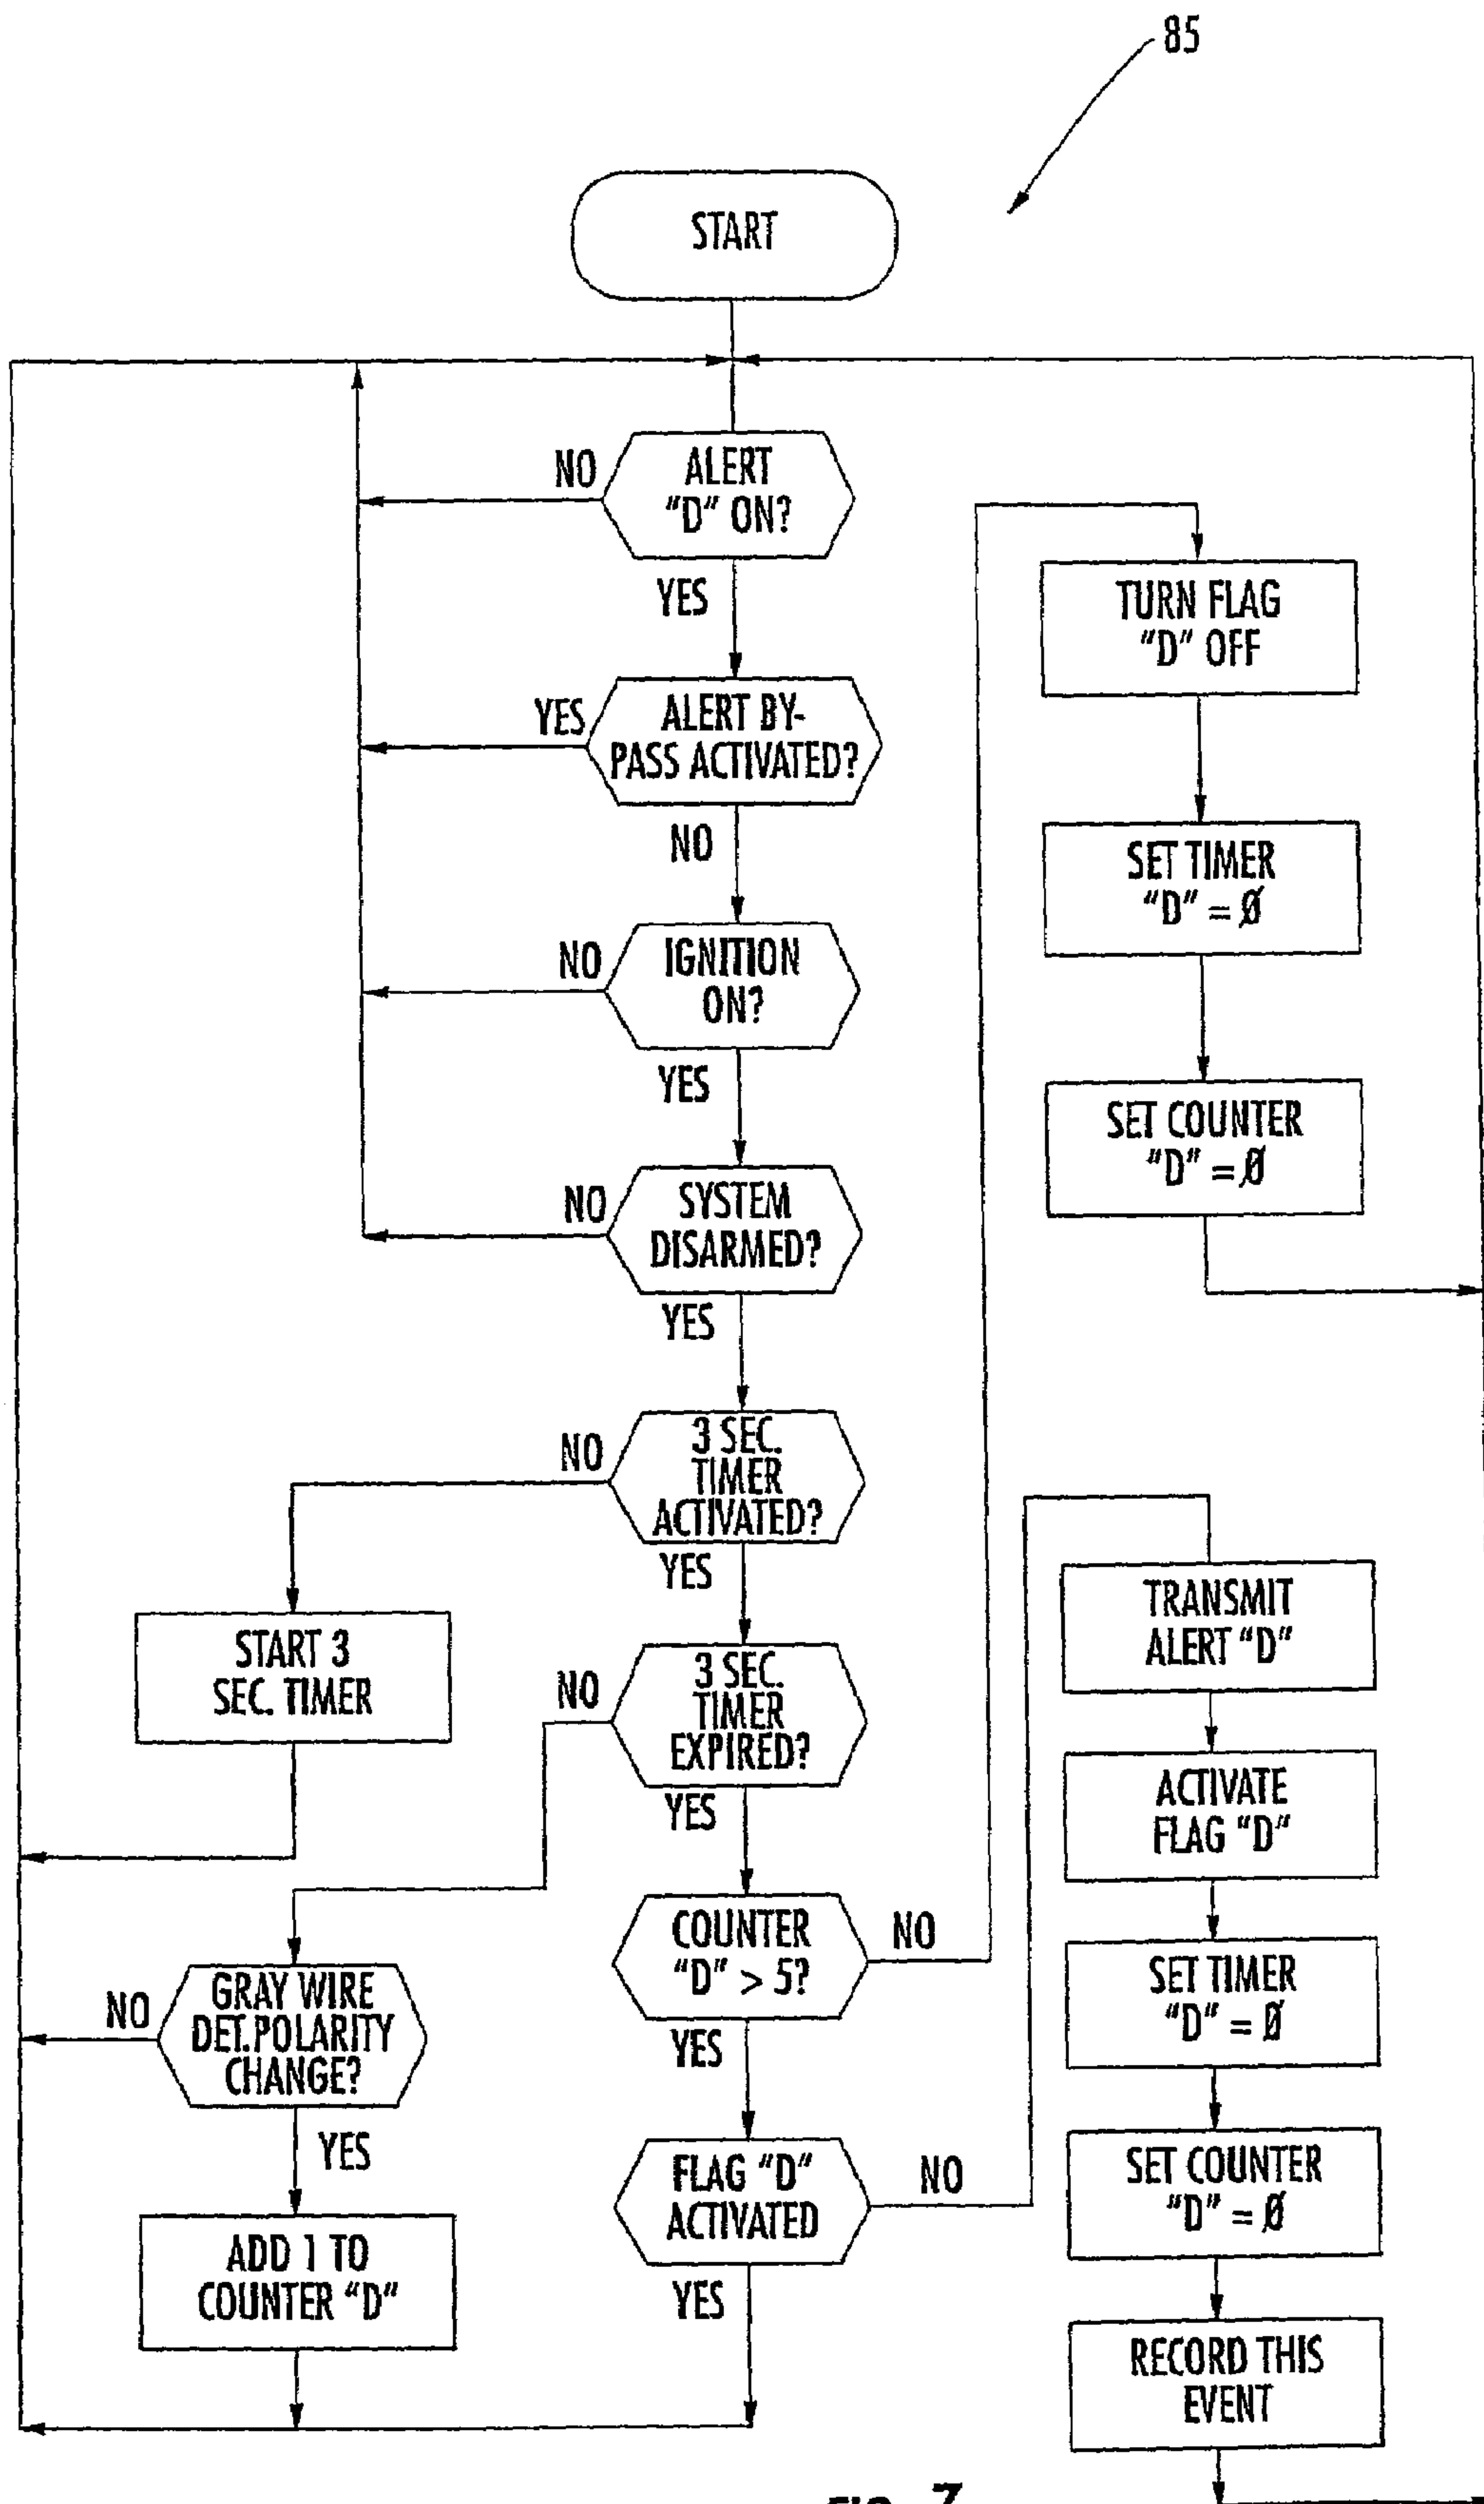 85
START
NO
ALERT
"D" ON?
YES
YES
ALERT BY-
PASS ACTIVATED?
NO
NO
IGNITION
ON?
YES
NO
SYSTEM
DISARMED?
YES
NO
3 SEC.
TIMER
ACTIVATED?
YES
START 3
SEC. TIMER
NO
3 SEC.
TIMER
EXPIRED?
YES
COUNTER
"D" > 5?
NO
YES
NO
GRAY WIRE
DET.POLARITY
CHANGE?
YES
ADD 1 TO
COUNTER "D"
FLAG "D"
ACTIVATED
NO
YES
TURN FLAG
"D" OFF
SET TIMER
"D" = Ø
SET COUNTER
"D" = Ø
TRANSMIT
ALERT "D"
ACTIVATE
FLAG "D"
SET TIMER
"D" = Ø
SET COUNTER
"D" = Ø
RECORD THIS
EVENT